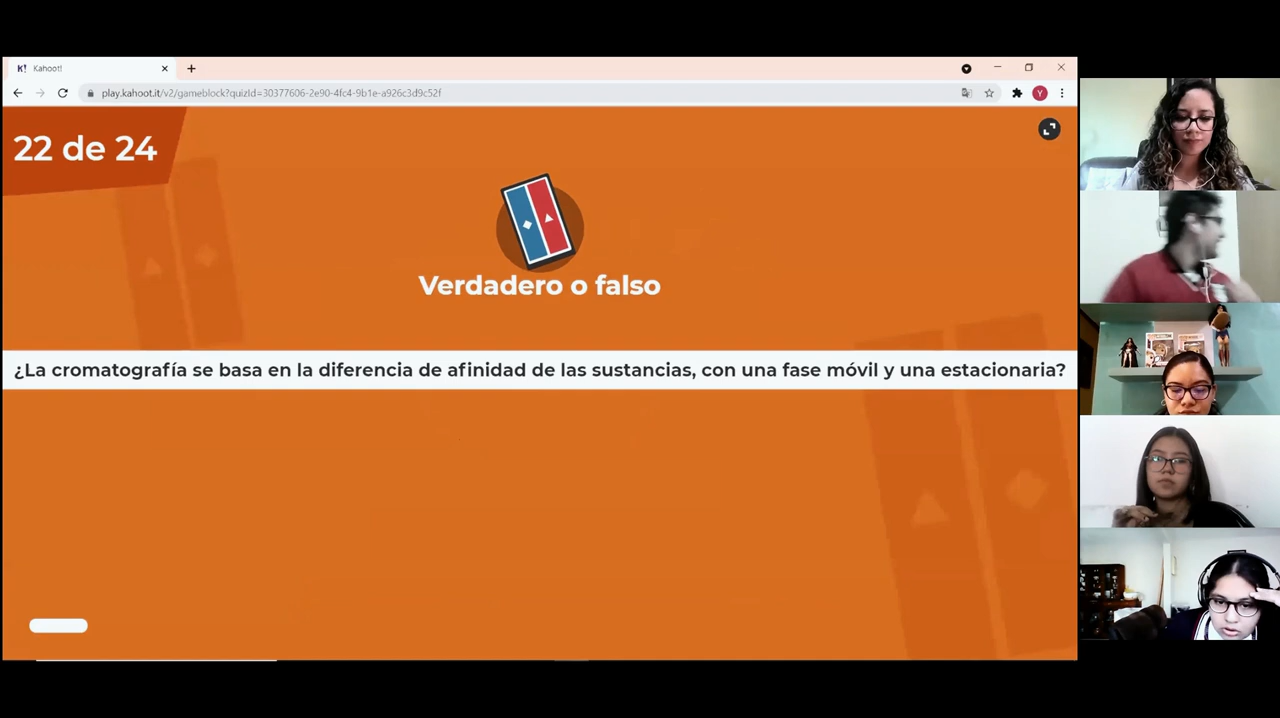 K! Kahoot!
play.kahoot.it/v2/gameblock?quizId=30377606-2e90-4fc4-9b1e-a926c3d9c52f
Y
22 de 24
Verdadero o falso
¿La cromatografía se basa en la diferencia de afinidad de las sustancias, con una fase móvil y una estacionaria?